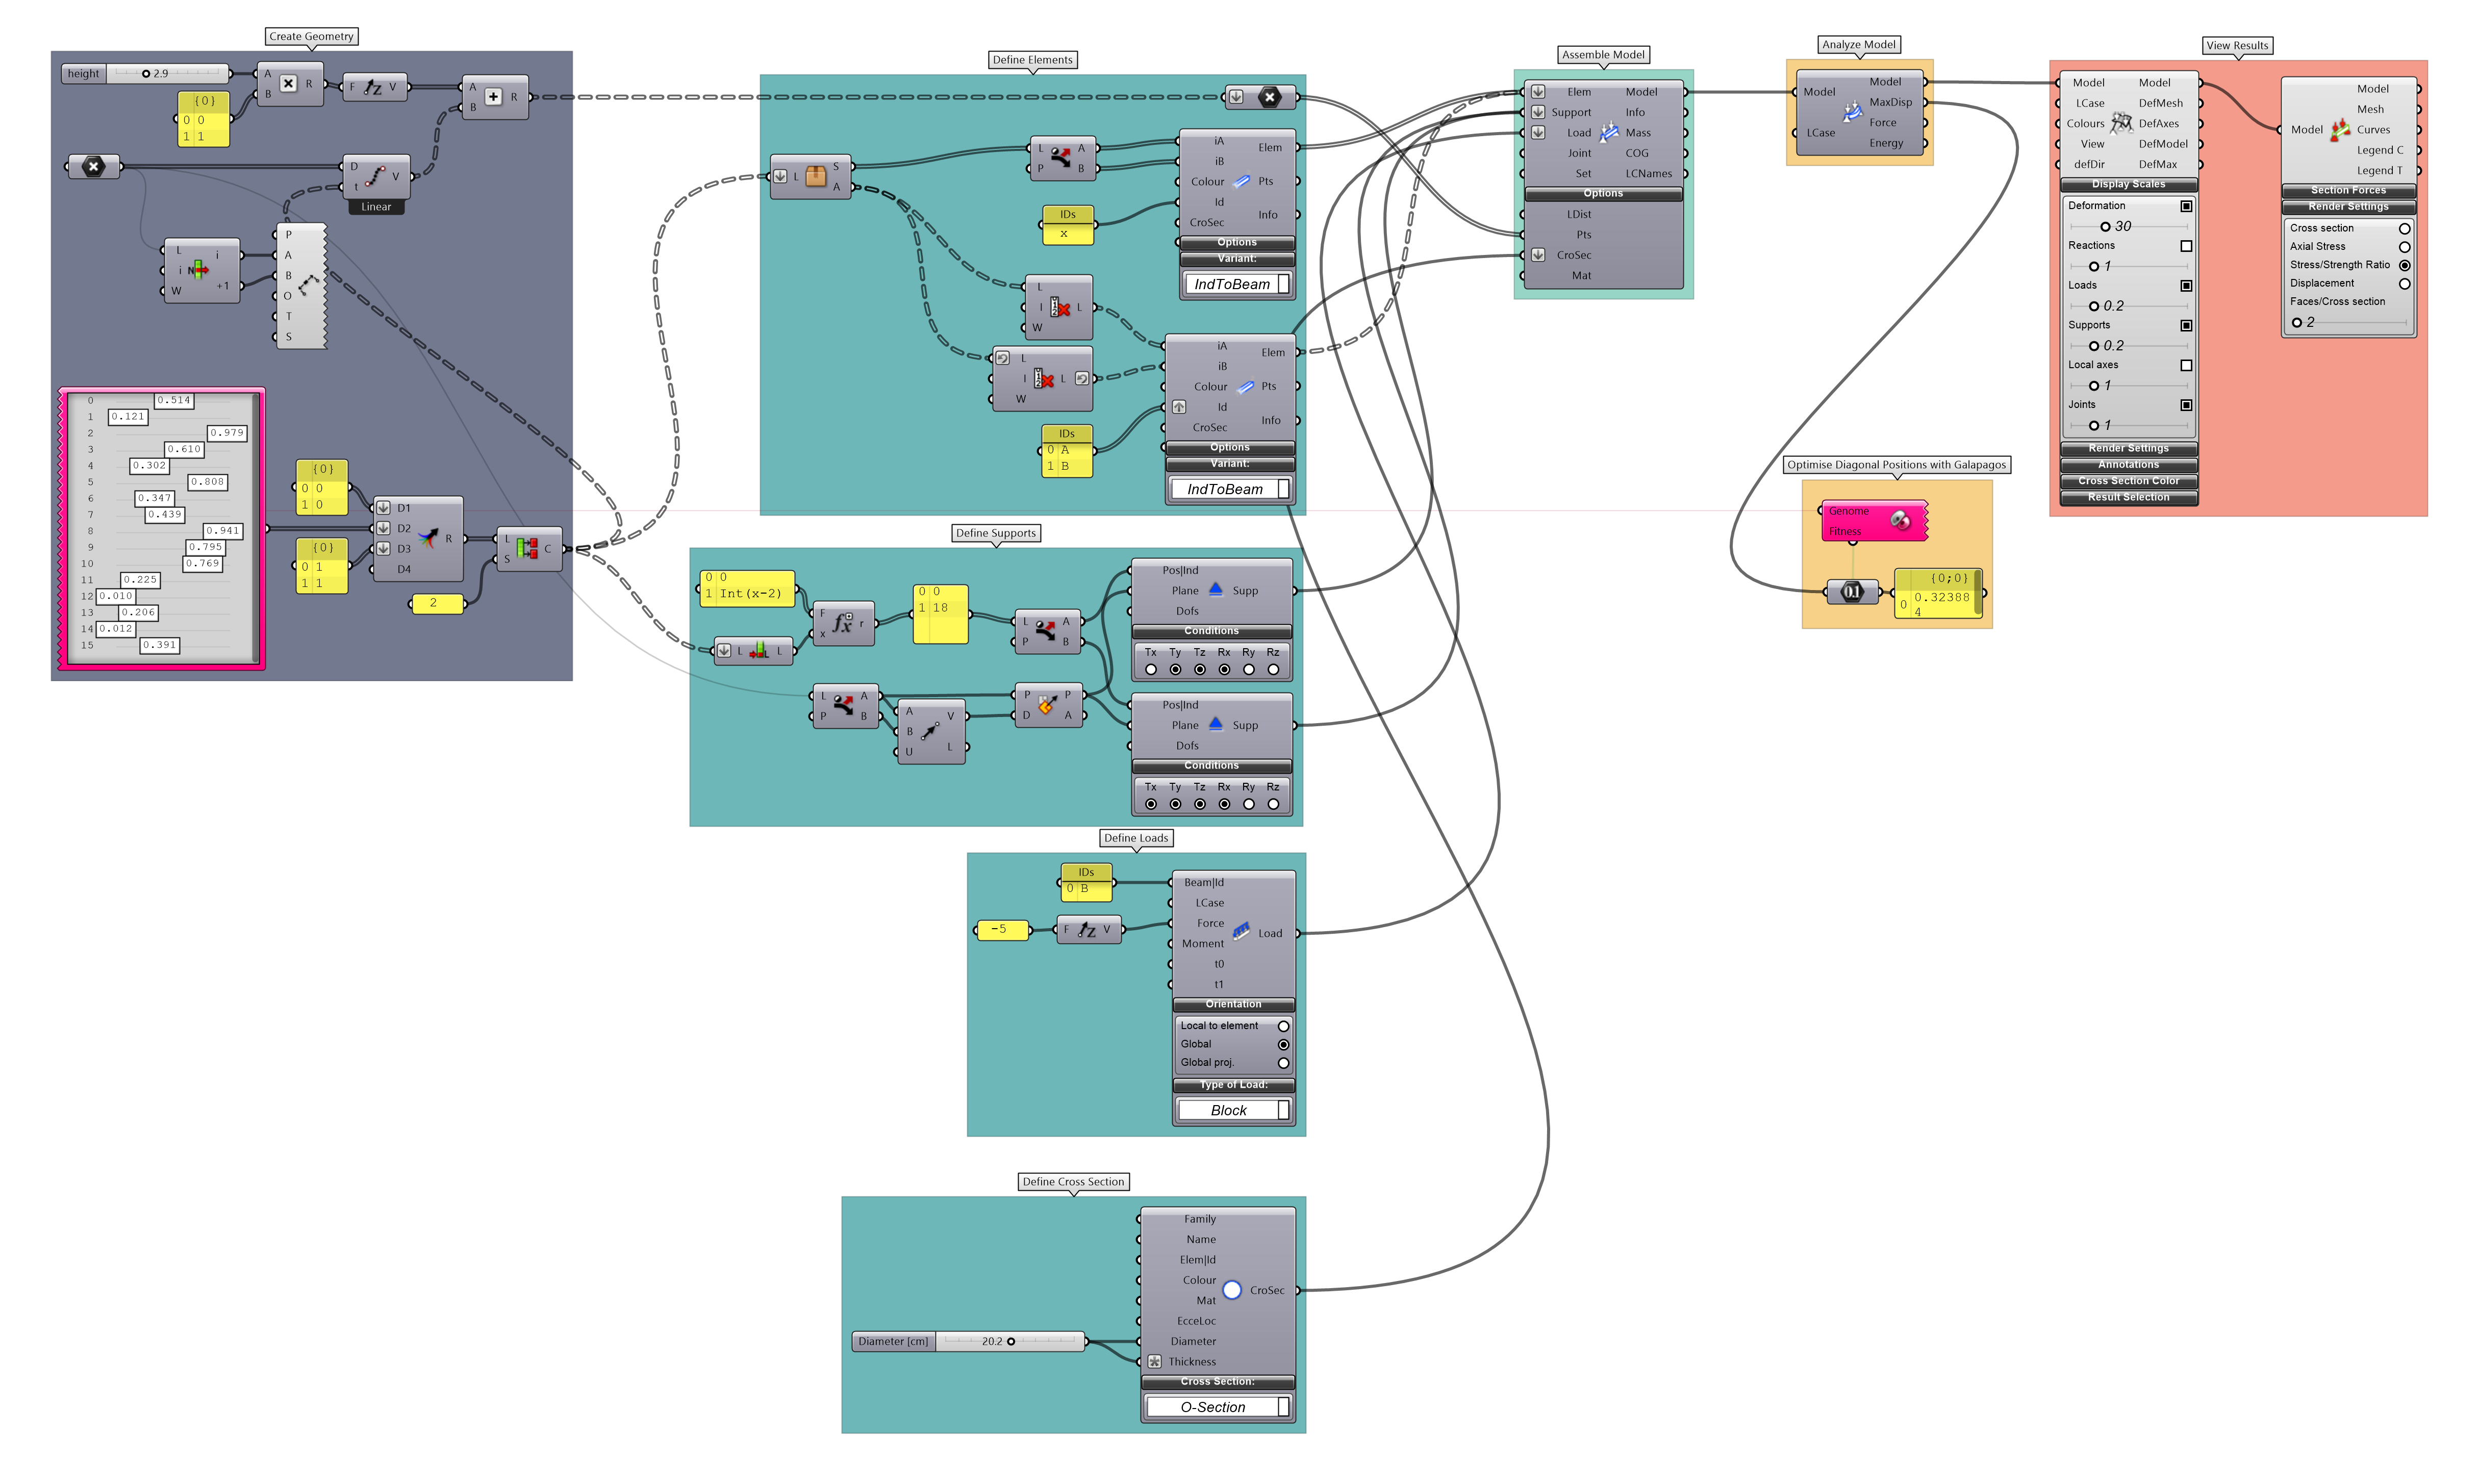 Create Geometry
height 2.9
A
B
R
F V
A
B
R
{0}
0 0
1 1
D
t
V
Linear
L
i
W
i
+1
P
A
B
O
T
S
0 0.514
1 0.121
2 0.979
3 0.610
4 0.302
5 0.808
6 0.347
7 0.439
8 0.941
9 0.795
10 0.769
11 0.225
12 0.010
13 0.206
14 0.012
15 0.391
{0}
0 0
1 0
{0}
0 1
1 1
D1
D2
D3
D4
R
2
L
S
C
Define Elements
L
S
A
L A
P B
IDs
x
iA
iB
Colour
Id
CroSec
Elem
Pts
Info
Options
Variant:
IndToBeam
L
I L
W
L
I L
W
IDs
0 A
1 B
iA
iB
Colour
Id
CroSec
Elem
Pts
Info
Options
Variant:
IndToBeam
Define Supports
0 0
1 Int(x-2)
F
x
r
L L
0 0
1 18
L A
P B
L A
P B
A
B
U
V
L
P P
D A
Pos|Ind
Plane Supp
Dofs
Conditions
Tx Ty Tz Rx Ry Rz
Pos|Ind
Plane Supp
Dofs
Conditions
Tx Ty Tz Rx Ry Rz
Define Loads
IDs
0 B
-5
F V
Beam|Id
LCase
Force
Moment
t0
t1
Load
Orientation
Local to element
Global
Global proj.
Type of Load:
Block
Define Cross Section
Diameter [cm] 20.2
Family
Name
Elem|Id
Colour
Mat
EcceLoc
Diameter
Thickness
CroSec
Cross Section:
O-Section
Assemble Model
Elem Model
Support Info
Load Mass
Joint COG
Set LCNames
Options
LDist
Pts
CroSec
Mat
Analyze Model
Model
LCase
Model
MaxDisp
Force
Energy
Optimise Diagonal Positions with Galapagos
Genome
Fitness
0.1
{0;0}
0 0.32388
4
View Results
Model Model
LCase DefMesh
Colours DefAxes
View DefModel
defDir DefMax
Display Scales
Deformation
30
Reactions
1
Loads
0.2
Supports
0.2
Local axes
1
Joints
1
Render Settings
Annotations
Cross Section Color
Result Selection
Model
Model
Mesh
Curves
Legend C
Legend T
Section Forces
Render Settings
Cross section
Axial Stress
Stress/Strength Ratio
Displacement
Faces/Cross section
2